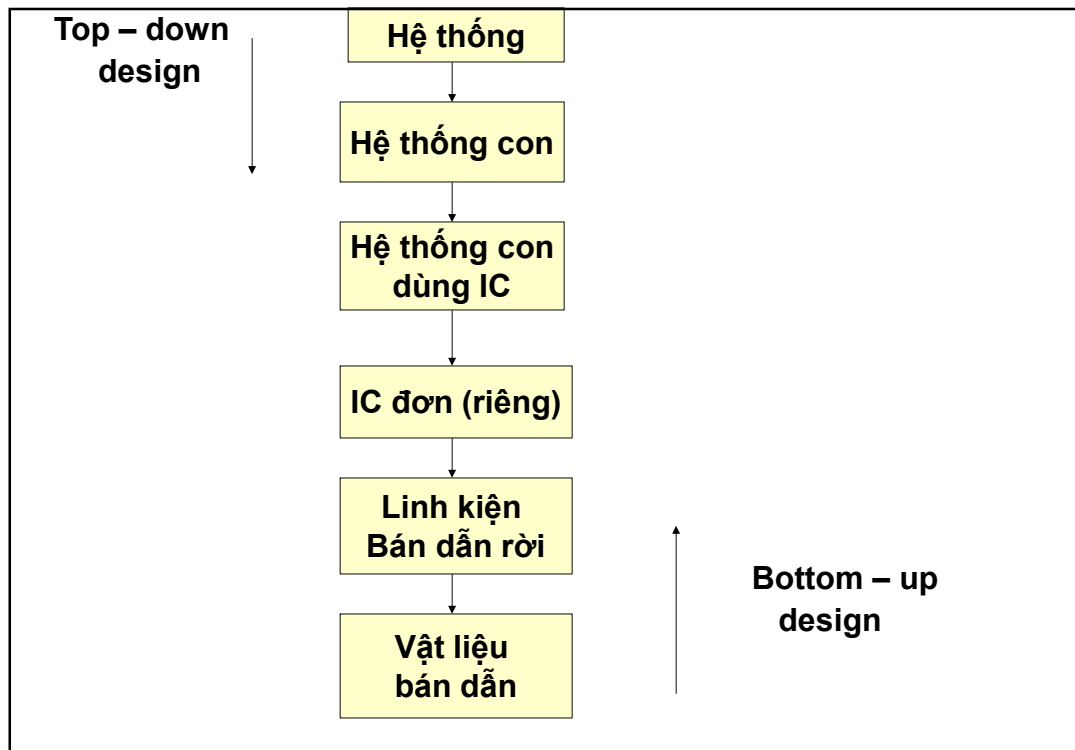 Top – down
design
Hệ thống
Hệ thống con
Hệ thống con
dùng IC
IC đơn (riêng)
Linh kiện
Bán dẫn rời
Bottom – up
design
Vật liệu
bán dẫn